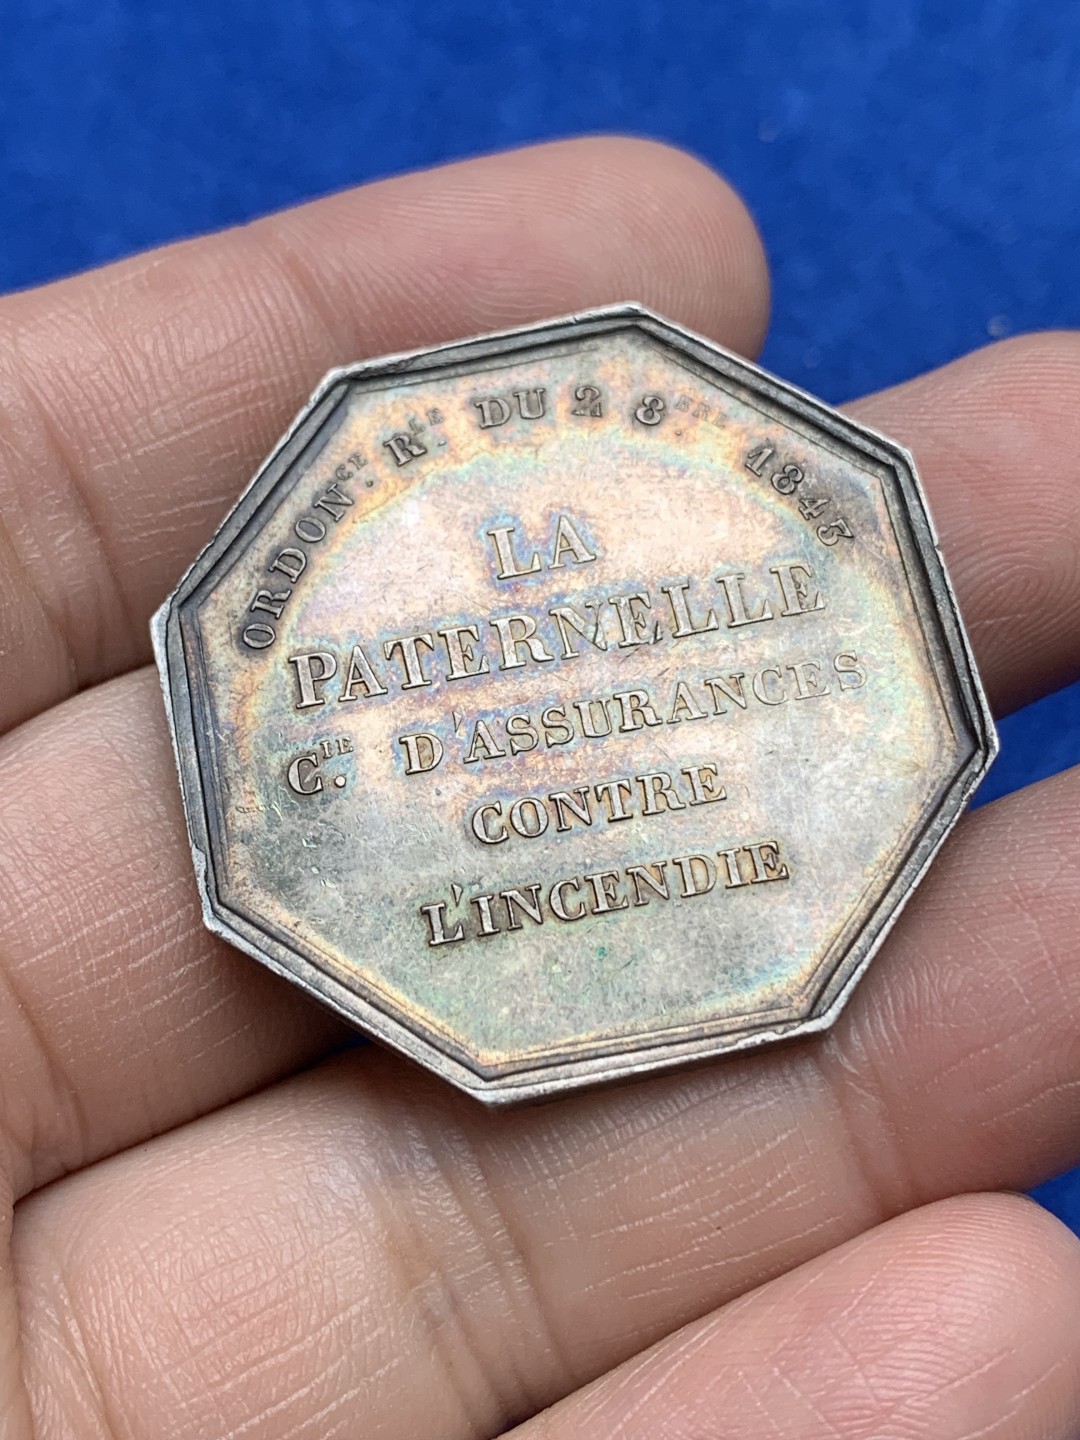 ORDONCE. RLE. DU 2 8BRE. 1843
LA
PATERNELLE
CIE. D'ASSURANCES
CONTRE
L'INCENDIE